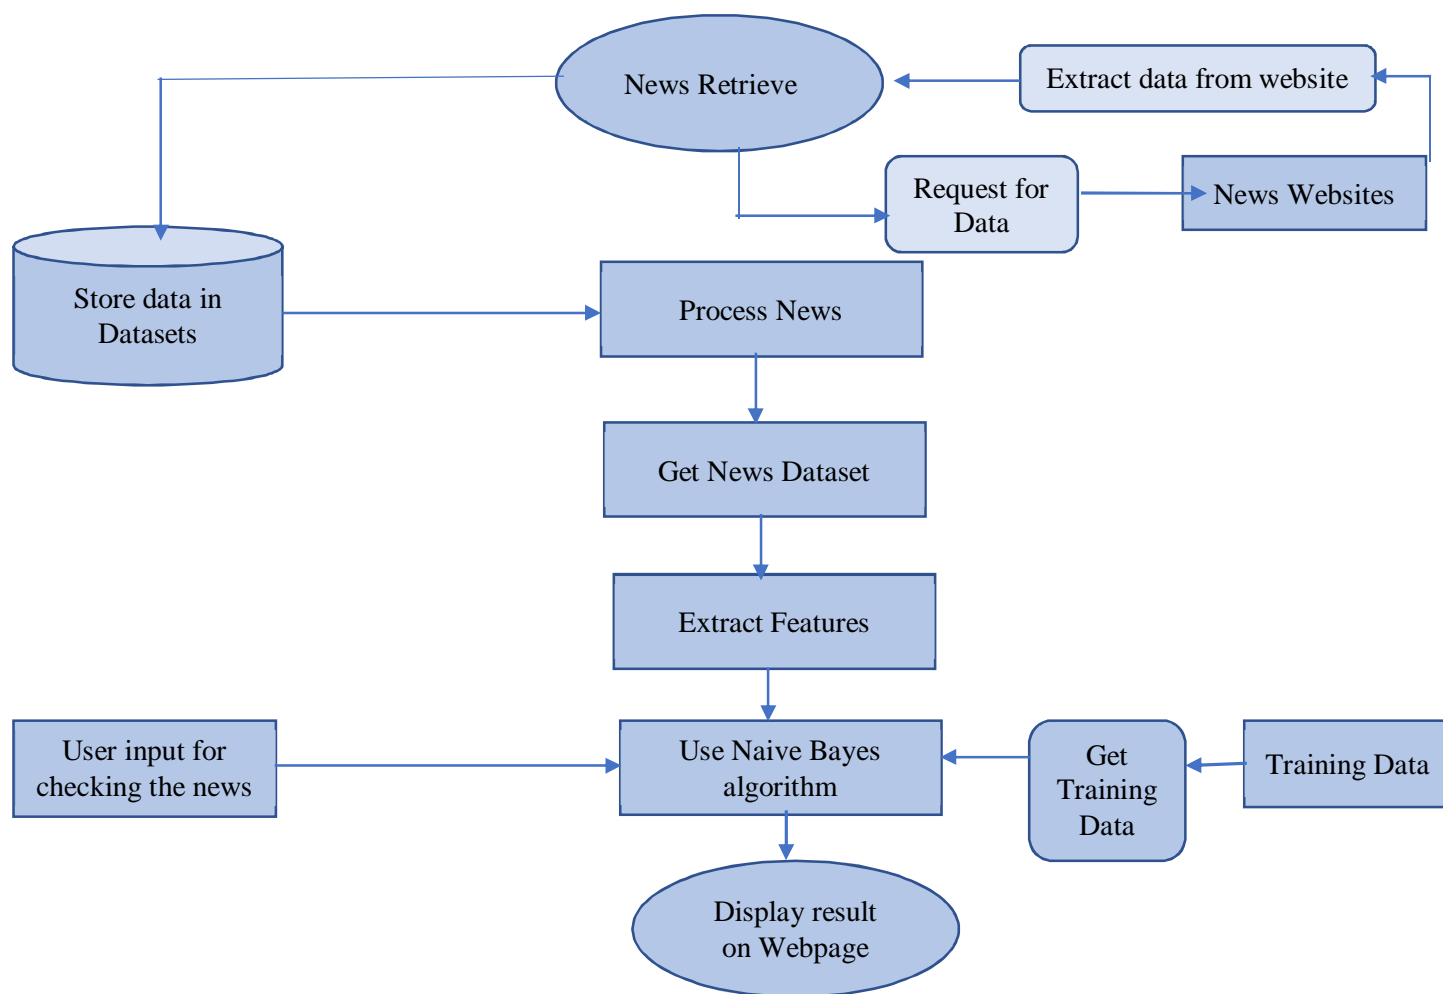 News Retrieve
Extract data from website
Request for
Data
News Websites
Store data in
Datasets
Process News
Get News Dataset
Extract Features
User input for
checking the news
Use Naive Bayes
algorithm
Get
Training
Data
Training Data
Display result
on Webpage